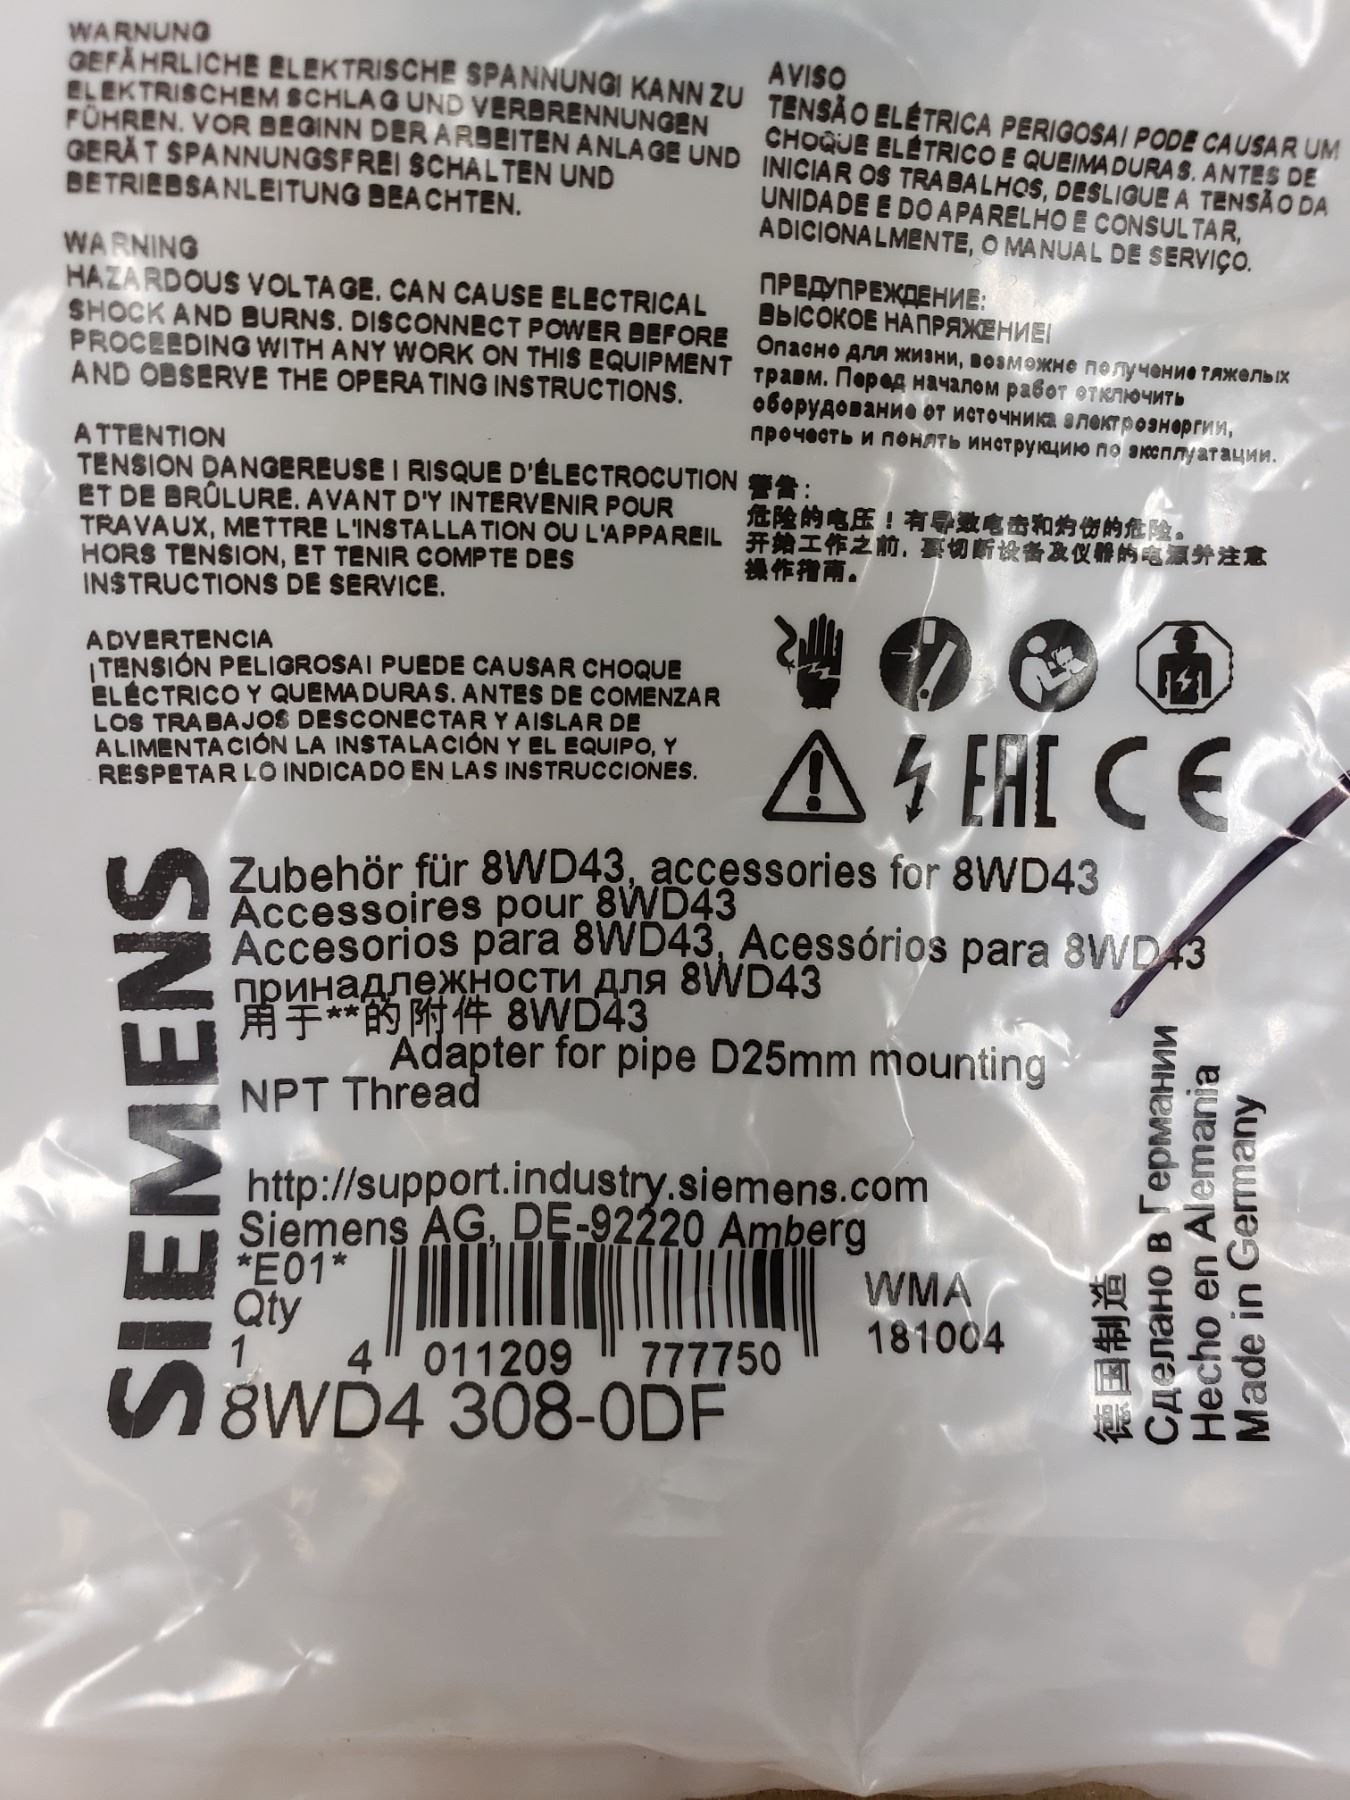 WARNUNG
GEFÄHRLICHE ELEKTRISCHE SPANNUNG! KANN ZU
ELEKTRISCHEM SCHLAG UND VERBRENNUNGEN
FÜHREN. VOR BEGINN DER ARBEITEN ANLAGE UND
GERÄT SPANNUNGSFREI SCHALTEN UND
BETRIEBSANLEITUNG BEACHTEN.
WARNING
HAZARDOUS VOLTAGE. CAN CAUSE ELECTRICAL
SHOCK AND BURNS. DISCONNECT POWER BEFORE
PROCEEDING WITH ANY WORK ON THIS EQUIPMENT
AND OBSERVE THE OPERATING INSTRUCTIONS.
ATTENTION
TENSION DANGEREUSE ! RISQUE D'ÉLECTROCUTION
ET DE BRÛLURE. AVANT D'Y INTERVENIR POUR
TRAVAUX, METTRE L'INSTALLATION OU L'APPAREIL
HORS TENSION, ET TENIR COMPTE DES
INSTRUCTIONS DE SERVICE.
ADVERTENCIA
¡TENSIÓN PELIGROSA! PUEDE CAUSAR CHOQUE
ELÉCTRICO Y QUEMADURAS. ANTES DE COMENZAR
LOS TRABAJOS DESCONECTAR Y AISLAR DE
ALIMENTACIÓN LA INSTALACIÓN Y EL EQUIPO, Y
RESPETAR LO INDICADO EN LAS INSTRUCCIONES.
AVISO
TENSÃO ELÉTRICA PERIGOSA! PODE CAUSAR UM
CHOQUE ELÉTRICO E QUEIMADURAS. ANTES DE
INICIAR OS TRABALHOS, DESLIGUE A TENSÃO DA
UNIDADE E DO APARELHO E CONSULTAR,
ADICIONALMENTE, O MANUAL DE SERVIÇO.
ПРЕДУПРЕЖДЕНИЕ:
ВЫСОКОЕ НАПРЯЖЕНИЕ!
Опасно для жизни, возможно получение тяжелых
травм. Перед началом работ отключить
оборудование от источника электроэнергии,
прочесть и понять инструкцию по эксплуатации.
警告:
危险的电压！有导致电击和灼伤的危险。
开始工作之前, 要切断设备及仪器的电源并注意
操作指南。
EAC CE
SIEMENS
Zubehör für 8WD43, accessories for 8WD43
Accessoires pour 8WD43
Accesorios para 8WD43, Acessórios para 8WD43
принадлежности для 8WD43
用于**的附件 8WD43
Adapter for pipe D25mm mounting
NPT Thread
http://support.industry.siemens.com
Siemens AG, DE-92220 Amberg
*E01*
Qty
1
4 011209 777750
WMA
181004
8WD4 308-0DF
德国制造
Сделано в Германии
Hecho en Alemania
Made in Germany